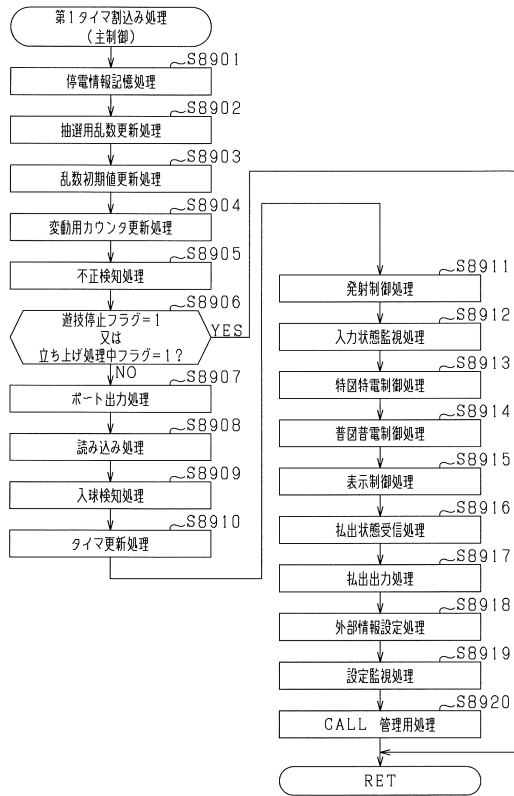 第1タイマ割込み処理
(主制御)
S8901
停電情報記憶処理
S8902
抽選用乱数更新処理
S8903
乱数初期値更新処理
S8904
変動用カウンタ更新処理
S8905
不正検知処理
S8906
遊技停止フラグ=1
又は
立ち上げ処理中フラグ=1?
YES
NO
S8907
ポート出力処理
S8908
読み込み処理
S8909
入球検知処理
S8910
タイマ更新処理
S8911
発射制御処理
S8912
入力状態監視処理
S8913
特図特電制御処理
S8914
普図普電制御処理
S8915
表示制御処理
S8916
払出状態受信処理
S8917
払出出力処理
S8918
外部情報設定処理
S8919
設定監視処理
S8920
CALL 管理用処理
RET